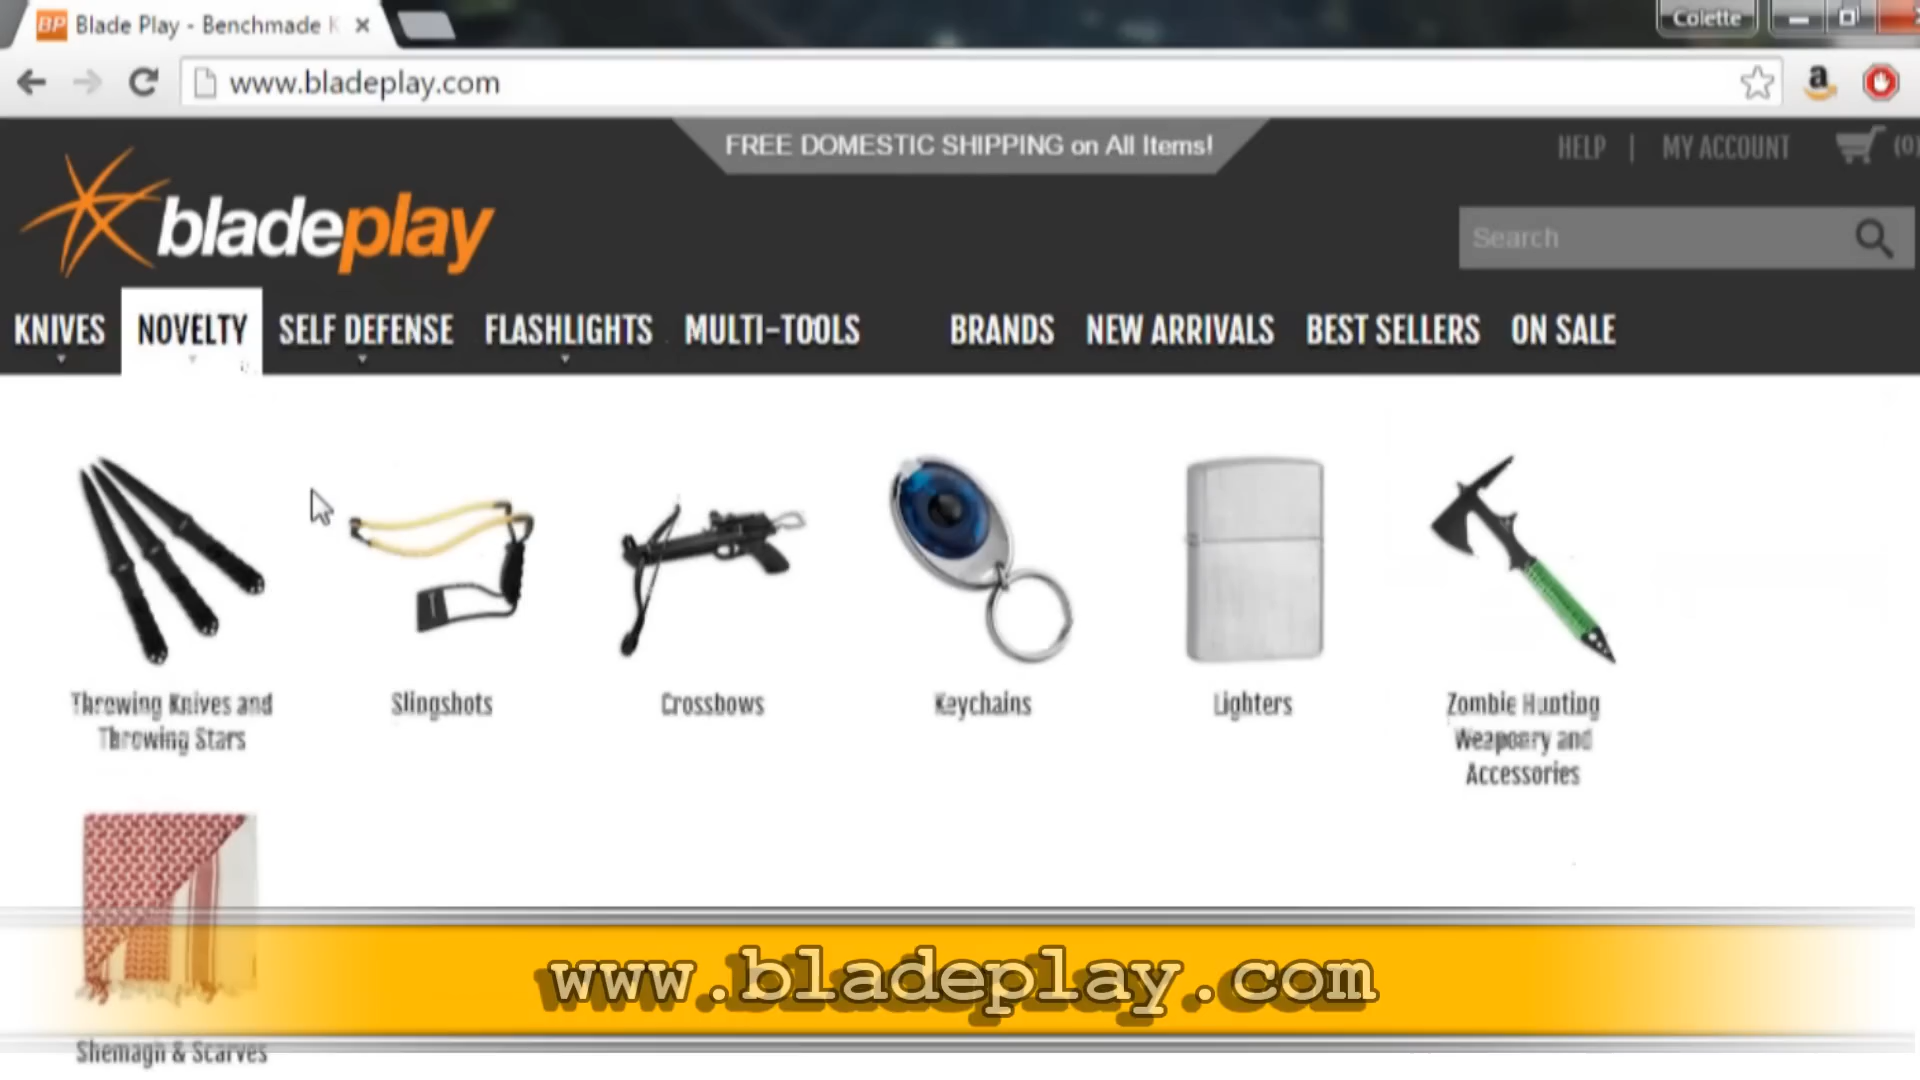 BP Blade Play - Benchmade K
Colette
www.bladeplay.com
a
FREE DOMESTIC SHIPPING on All Items!
HELP | MY ACCOUNT (0)
bladeplay
Search
KNIVES NOVELTY SELF DEFENSE FLASHLIGHTS MULTI-TOOLS BRANDS NEW ARRIVALS BEST SELLERS ON SALE
Throwing Knives and
Throwing Stars
Slingshots
Crossbows
Keychains
Lighters
Zombie Hunting
Weaponry and
Accessories
www.bladeplay.com
Shemagh & Scarves